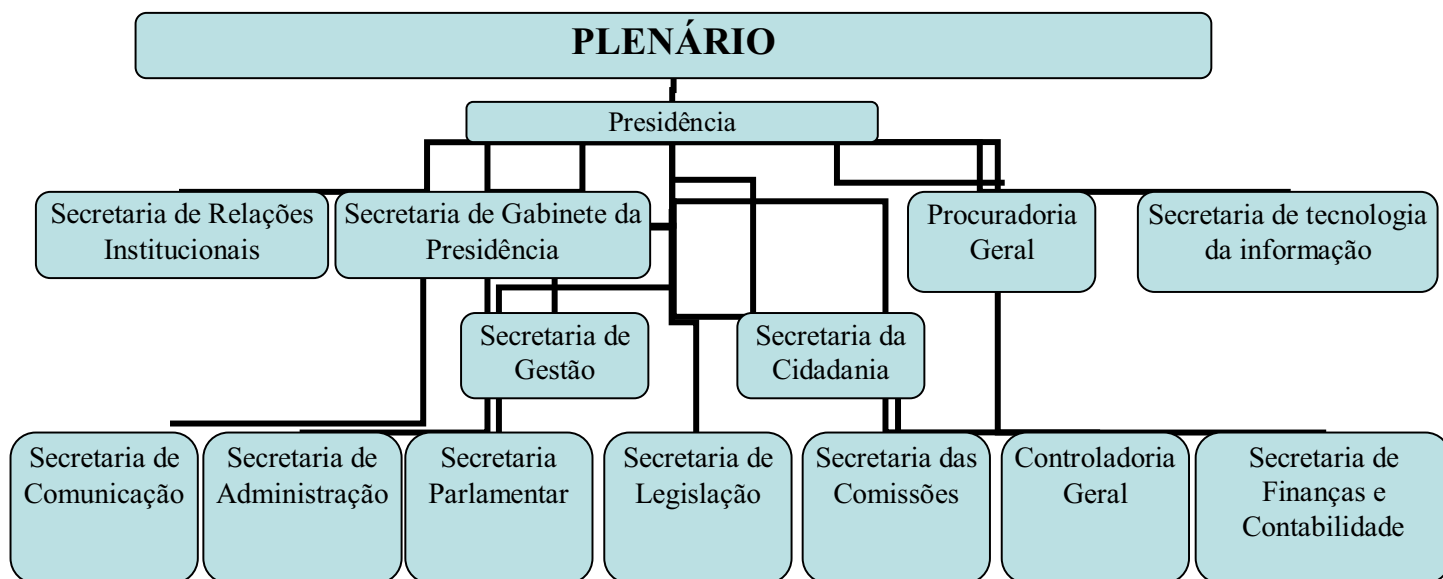 PLENÁRIO
Presidência
Secretaria de Relações
Institucionais
Secretaria de Gabinete da
Presidência
Procuradoria
Geral
Secretaria de tecnologia
da informação
Secretaria de
Gestão
Secretaria da
Cidadania
Secretaria de
Comunicação
Secretaria de
Administração
Secretaria
Parlamentar
Secretaria de
Legislação
Secretaria das
Comissões
Controladoria
Geral
Secretaria de
Finanças e
Contabilidade